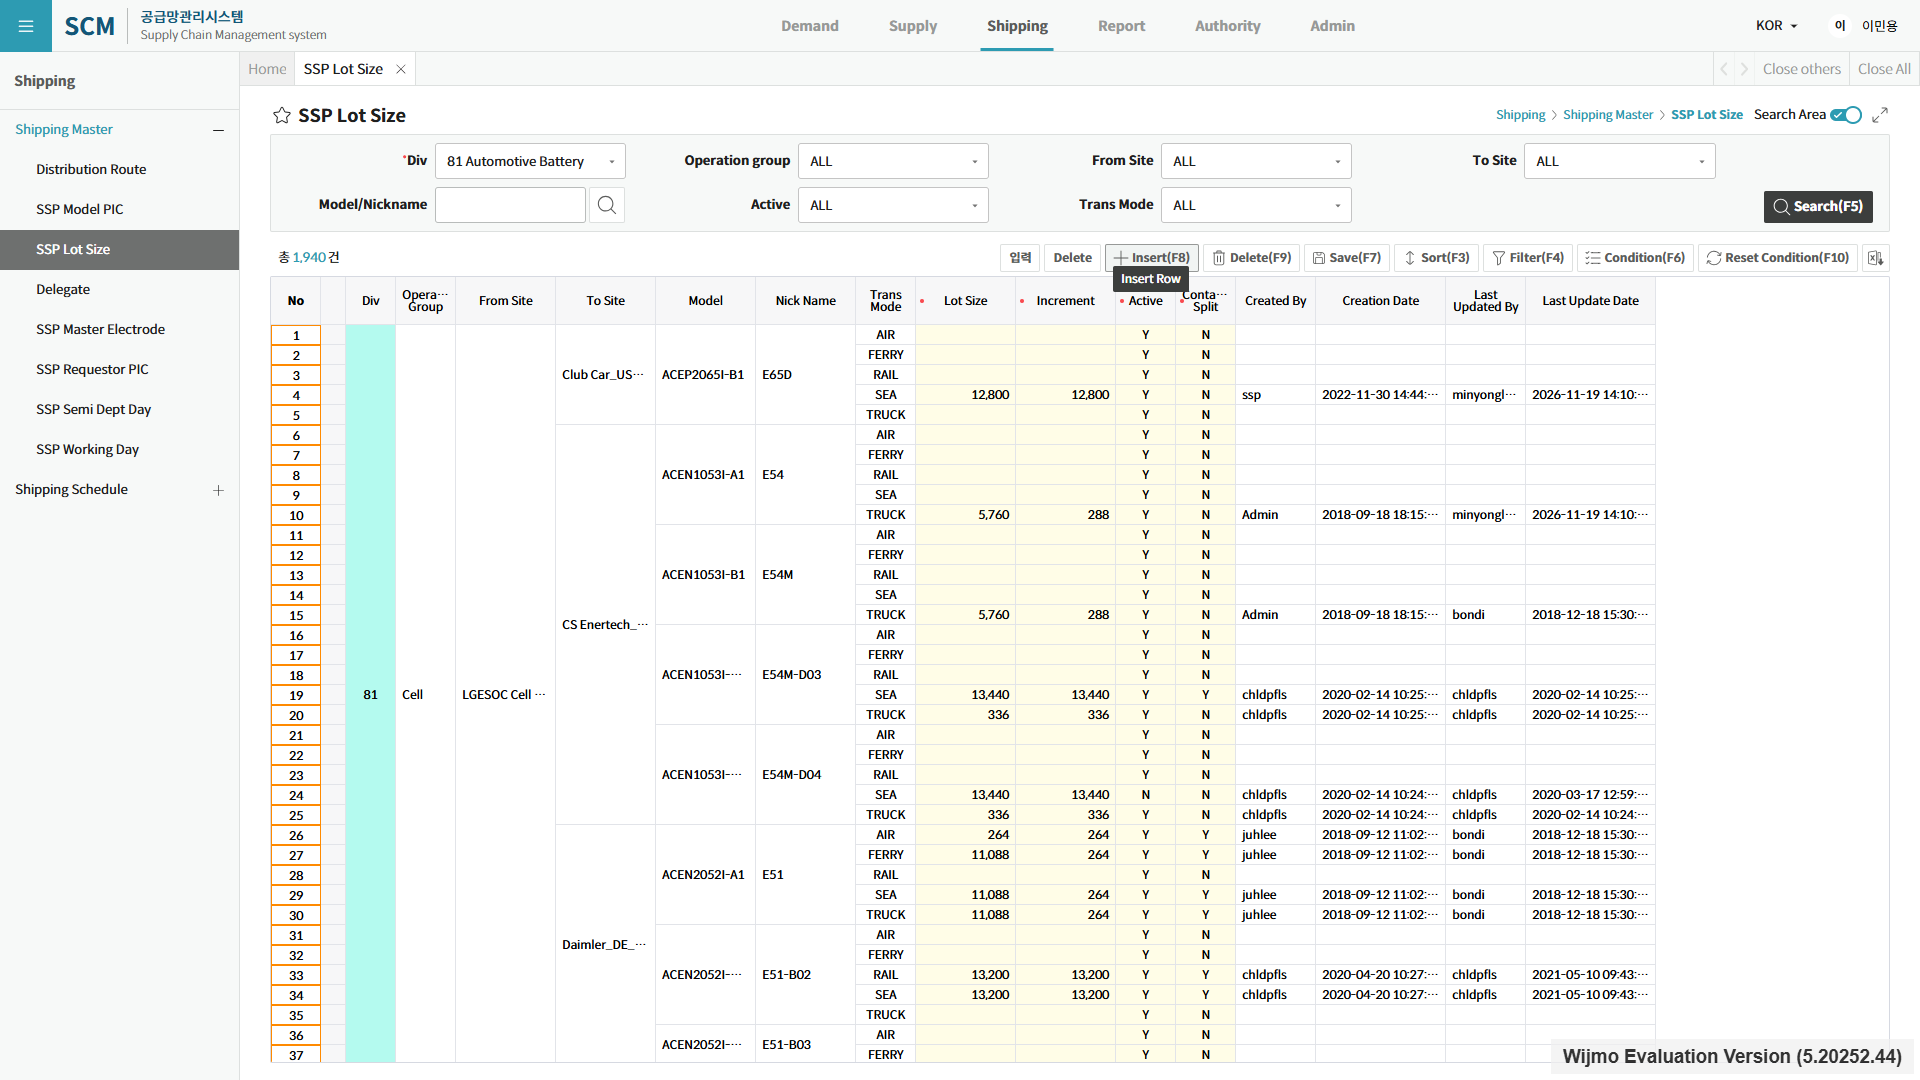 SCM 공급망관리시스템
Supply Chain Management system
Demand Supply Shipping Report Authority Admin
KOR 이 이민용
Shipping
Home SSP Lot Size
Close others Close All
Shipping Master
Distribution Route
SSP Model PIC
SSP Lot Size
Delegate
SSP Master Electrode
SSP Requestor PIC
SSP Semi Dept Day
SSP Working Day
Shipping Schedule
SSP Lot Size
Shipping > Shipping Master > SSP Lot Size Search Area
*Div 81 Automotive Battery Operation group ALL From Site ALL To Site ALL
Model/Nickname Active ALL Trans Mode ALL Search(F5)
총 1,940 건
입력 Delete Insert(F8) Delete(F9) Save(F7) Sort(F3) Filter(F4) Condition(F6) Reset Condition(F10)
Insert Row
No Div Opera··· Group From Site To Site Model Nick Name Trans Mode Lot Size Increment Active Conta··· Split Created By Creation Date Last Updated By Last Update Date
81 Cell LGESOC Cell ···
Club Car_US··· ACEP2065I-B1 E65D
1 AIR Y N
2 FERRY Y N
3 RAIL Y N
4 SEA 12,800 12,800 Y N ssp 2022-11-30 14:44:··· minyongl··· 2026-11-19 14:10:···
5 TRUCK Y N
CS Enertech_···
ACEN1053I-A1 E54
6 AIR Y N
7 FERRY Y N
8 RAIL Y N
9 SEA Y N
10 TRUCK 5,760 288 Y N Admin 2018-09-18 18:15:··· minyongl··· 2026-11-19 14:10:···
ACEN1053I-B1 E54M
11 AIR Y N
12 FERRY Y N
13 RAIL Y N
14 SEA Y N
15 TRUCK 5,760 288 Y N Admin 2018-09-18 18:15:··· bondi 2018-12-18 15:30:···
ACEN1053I-··· E54M-D03
16 AIR Y N
17 FERRY Y N
18 RAIL Y N
19 SEA 13,440 13,440 Y Y chldpfls 2020-02-14 10:25:··· chldpfls 2020-02-14 10:25:···
20 TRUCK 336 336 Y N chldpfls 2020-02-14 10:25:··· chldpfls 2020-02-14 10:25:···
ACEN1053I-··· E54M-D04
21 AIR Y N
22 FERRY Y N
23 RAIL Y N
24 SEA 13,440 13,440 N N chldpfls 2020-02-14 10:24:··· chldpfls 2020-03-17 12:59:···
25 TRUCK 336 336 Y N chldpfls 2020-02-14 10:24:··· chldpfls 2020-02-14 10:24:···
Daimler_DE_···
ACEN2052I-A1 E51
26 AIR 264 264 Y Y juhlee 2018-09-12 11:02:··· bondi 2018-12-18 15:30:···
27 FERRY 11,088 264 Y Y juhlee 2018-09-12 11:02:··· bondi 2018-12-18 15:30:···
28 RAIL Y N
29 SEA 11,088 264 Y Y juhlee 2018-09-12 11:02:··· bondi 2018-12-18 15:30:···
30 TRUCK 11,088 264 Y Y juhlee 2018-09-12 11:02:··· bondi 2018-12-18 15:30:···
ACEN2052I-··· E51-B02
31 AIR Y N
32 FERRY Y N
33 RAIL 13,200 13,200 Y Y chldpfls 2020-04-20 10:27:··· chldpfls 2021-05-10 09:43:···
34 SEA 13,200 13,200 Y Y chldpfls 2020-04-20 10:27:··· chldpfls 2021-05-10 09:43:···
35 TRUCK Y N
ACEN2052I-··· E51-B03
36 AIR Y N
37 FERRY Y N
Wijmo Evaluation Version (5.20252.44)